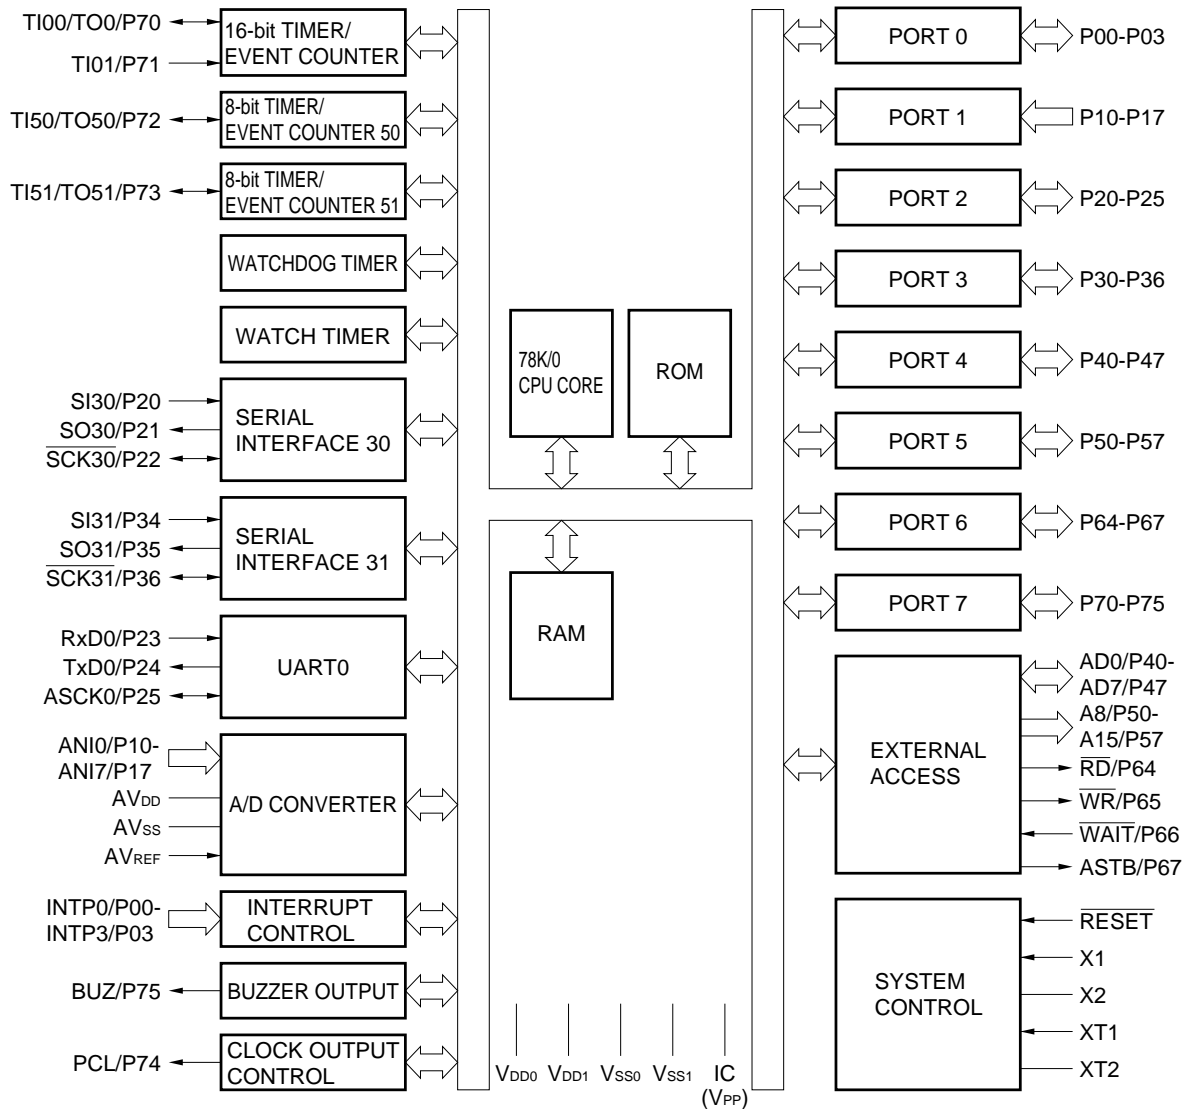 TI00/TO0/P70
TI01/P71
16-bit TIMER/
EVENT COUNTER
TI50/TO50/P72
8-bit TIMER/
EVENT COUNTER 50
TI51/TO51/P73
8-bit TIMER/
EVENT COUNTER 51
WATCHDOG TIMER
WATCH TIMER
SI30/P20
SO30/P21
SCK30/P22
SERIAL
INTERFACE 30
SI31/P34
SO31/P35
SCK31/P36
SERIAL
INTERFACE 31
RxD0/P23
TxD0/P24
ASCK0/P25
UART0
ANI0/P10-
ANI7/P17
AVDD
AVSS
AVREF
A/D CONVERTER
INTP0/P00-
INTP3/P03
INTERRUPT
CONTROL
BUZ/P75
BUZZER OUTPUT
PCL/P74
CLOCK OUTPUT
CONTROL
78K/0
CPU CORE
ROM
RAM
VDD0 VDD1 VSS0 VSS1 IC
(VPP)
PORT 0 P00-P03
PORT 1 P10-P17
PORT 2 P20-P25
PORT 3 P30-P36
PORT 4 P40-P47
PORT 5 P50-P57
PORT 6 P64-P67
PORT 7 P70-P75
EXTERNAL
ACCESS
AD0/P40-
AD7/P47
A8/P50-
A15/P57
RD/P64
WR/P65
WAIT/P66
ASTB/P67
SYSTEM
CONTROL
RESET
X1
X2
XT1
XT2